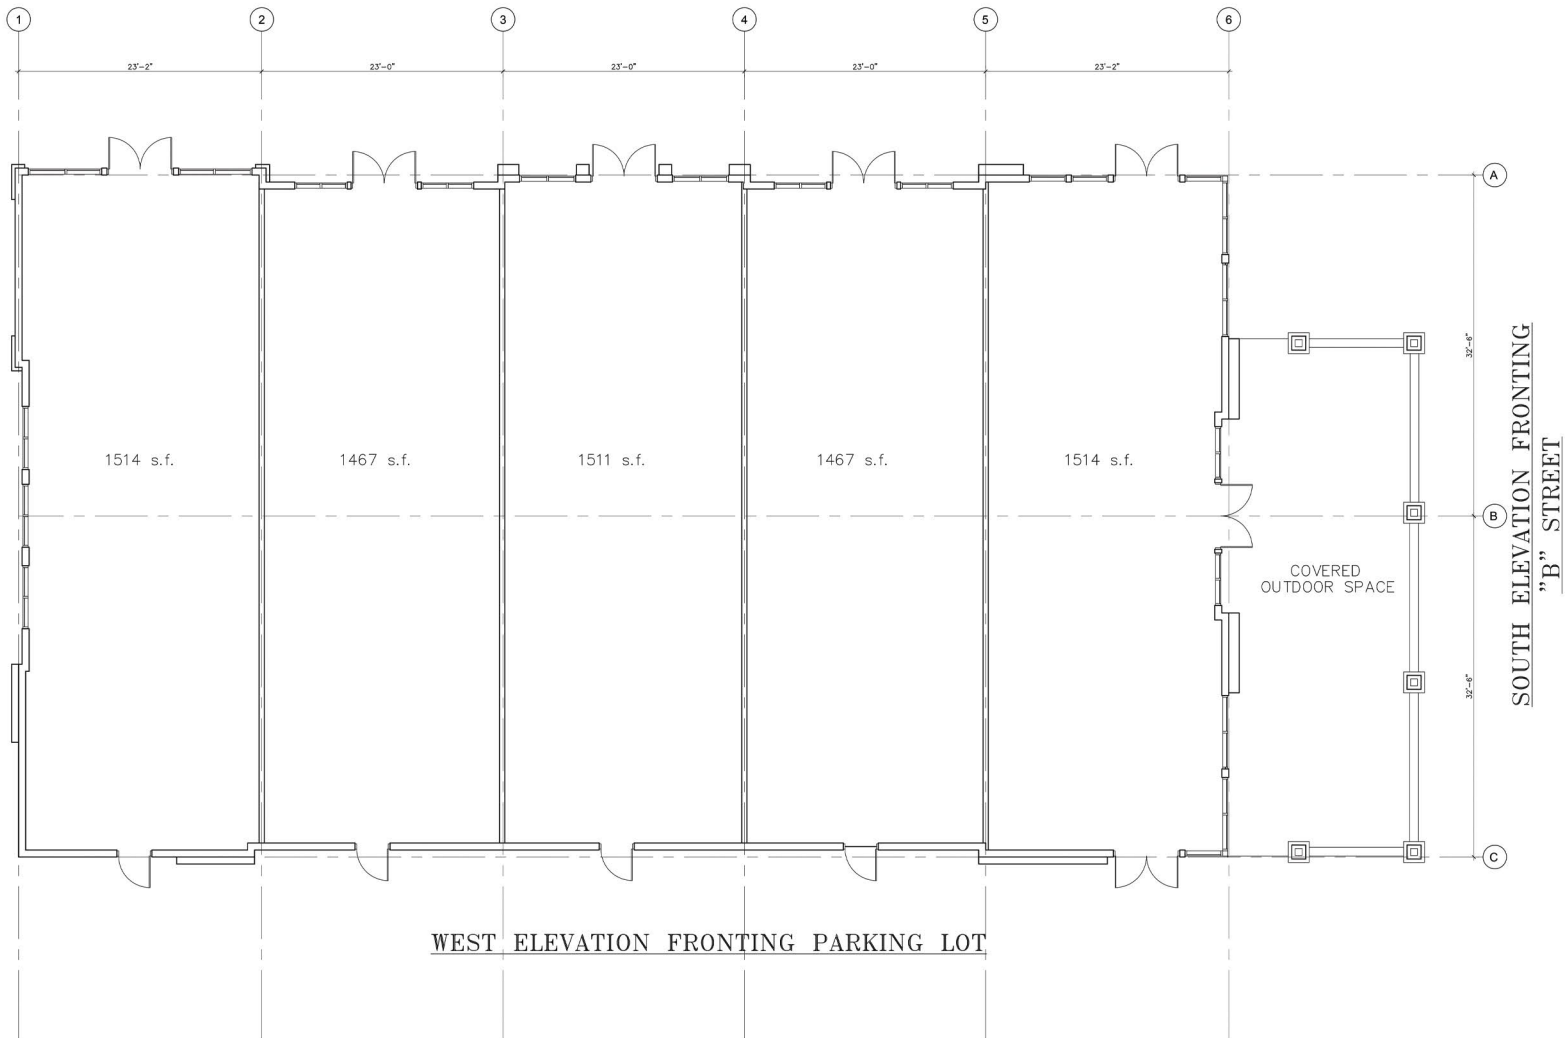 1 2 3 4 5 6
23'-2" 23'-0" 23'-0" 23'-0" 23'-2"
A
32'-6"
1514 s.f. 1467 s.f. 1511 s.f. 1467 s.f. 1514 s.f.
B
COVERED
OUTDOOR SPACE
32'-6"
C
SOUTH ELEVATION FRONTING
"B" STREET
WEST ELEVATION FRONTING PARKING LOT